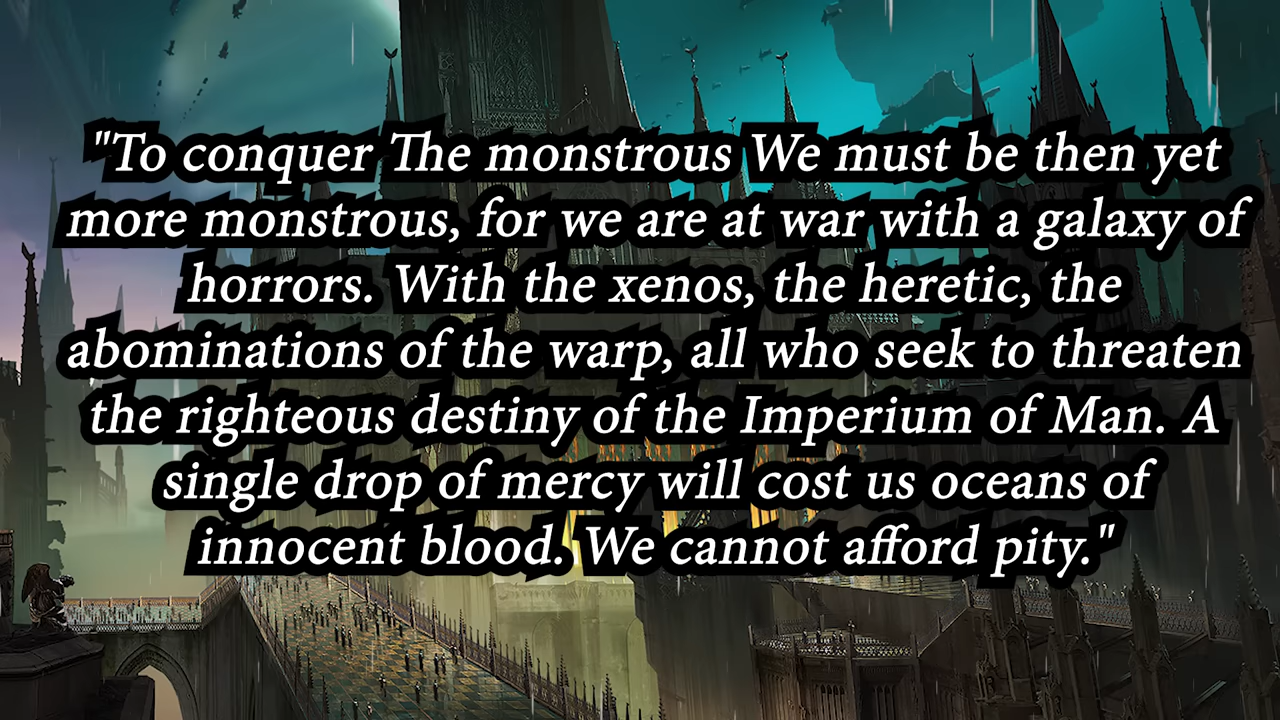 "To conquer The monstrous We must be then yet
more monstrous, for we are at war with a galaxy of
horrors. With the xenos, the heretic, the
abominations of the warp, all who seek to threaten
the righteous destiny of the Imperium of Man. A
single drop of mercy will cost us oceans of
innocent blood. We cannot afford pity."